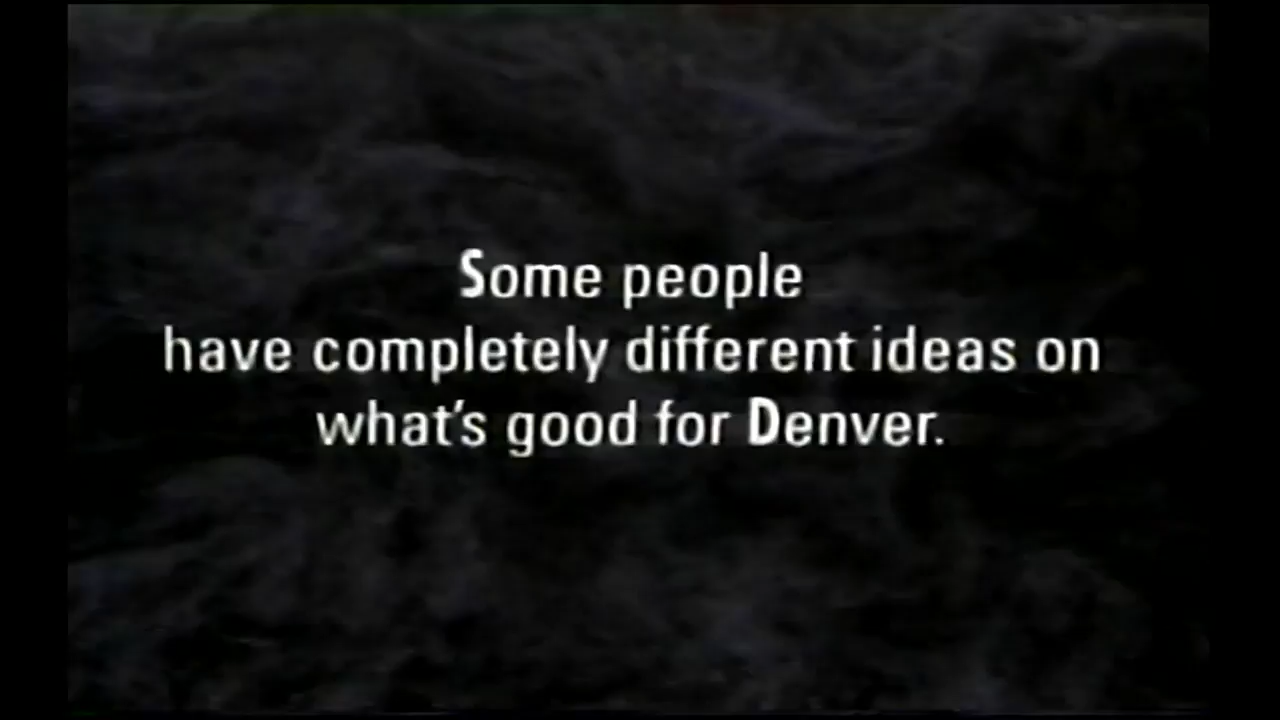 Some people
have completely different ideas on
what's good for Denver.